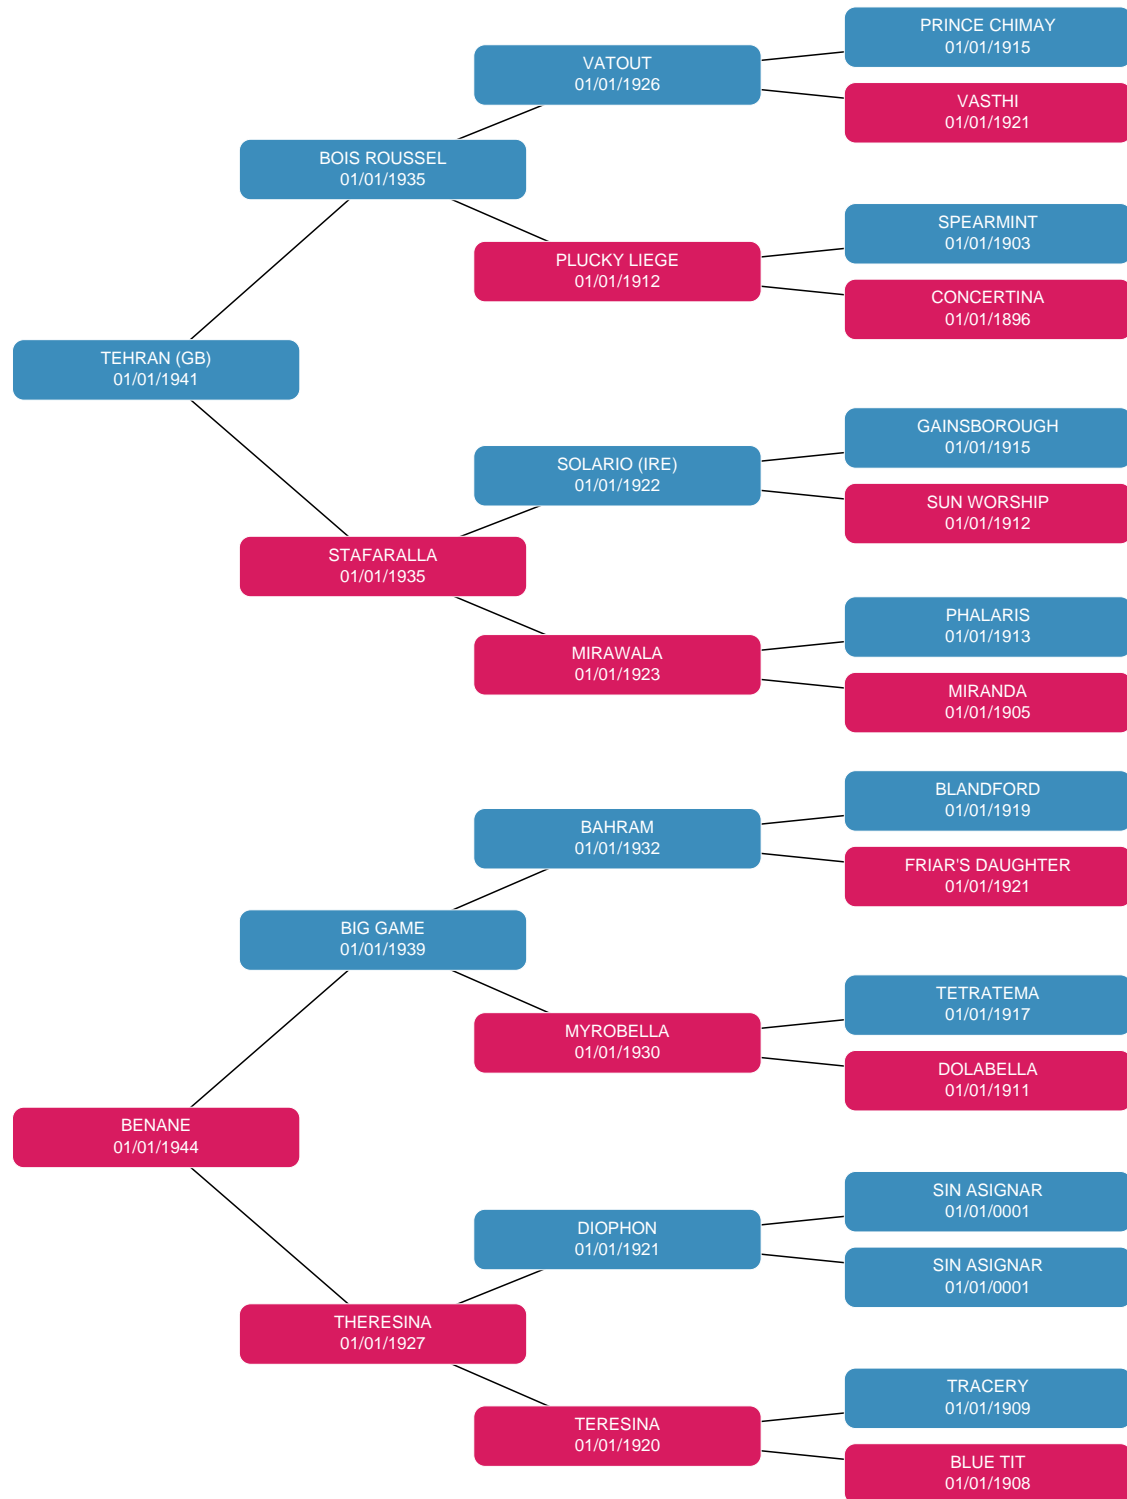 PRINCE CHIMAY
01/01/1915
VATOUT
01/01/1926
VASTHI
01/01/1921
BOIS ROUSSEL
01/01/1935
SPEARMINT
01/01/1903
PLUCKY LIEGE
01/01/1912
CONCERTINA
01/01/1896
TEHRAN (GB)
01/01/1941
GAINSBOROUGH
01/01/1915
SOLARIO (IRE)
01/01/1922
SUN WORSHIP
01/01/1912
STAFARALLA
01/01/1935
PHALARIS
01/01/1913
MIRAWALA
01/01/1923
MIRANDA
01/01/1905
BLANDFORD
01/01/1919
BAHRAM
01/01/1932
FRIAR'S DAUGHTER
01/01/1921
BIG GAME
01/01/1939
TETRATEMA
01/01/1917
MYROBELLA
01/01/1930
DOLABELLA
01/01/1911
BENANE
01/01/1944
SIN ASIGNAR
01/01/0001
DIOPHON
01/01/1921
SIN ASIGNAR
01/01/0001
THERESINA
01/01/1927
TRACERY
01/01/1909
TERESINA
01/01/1920
BLUE TIT
01/01/1908